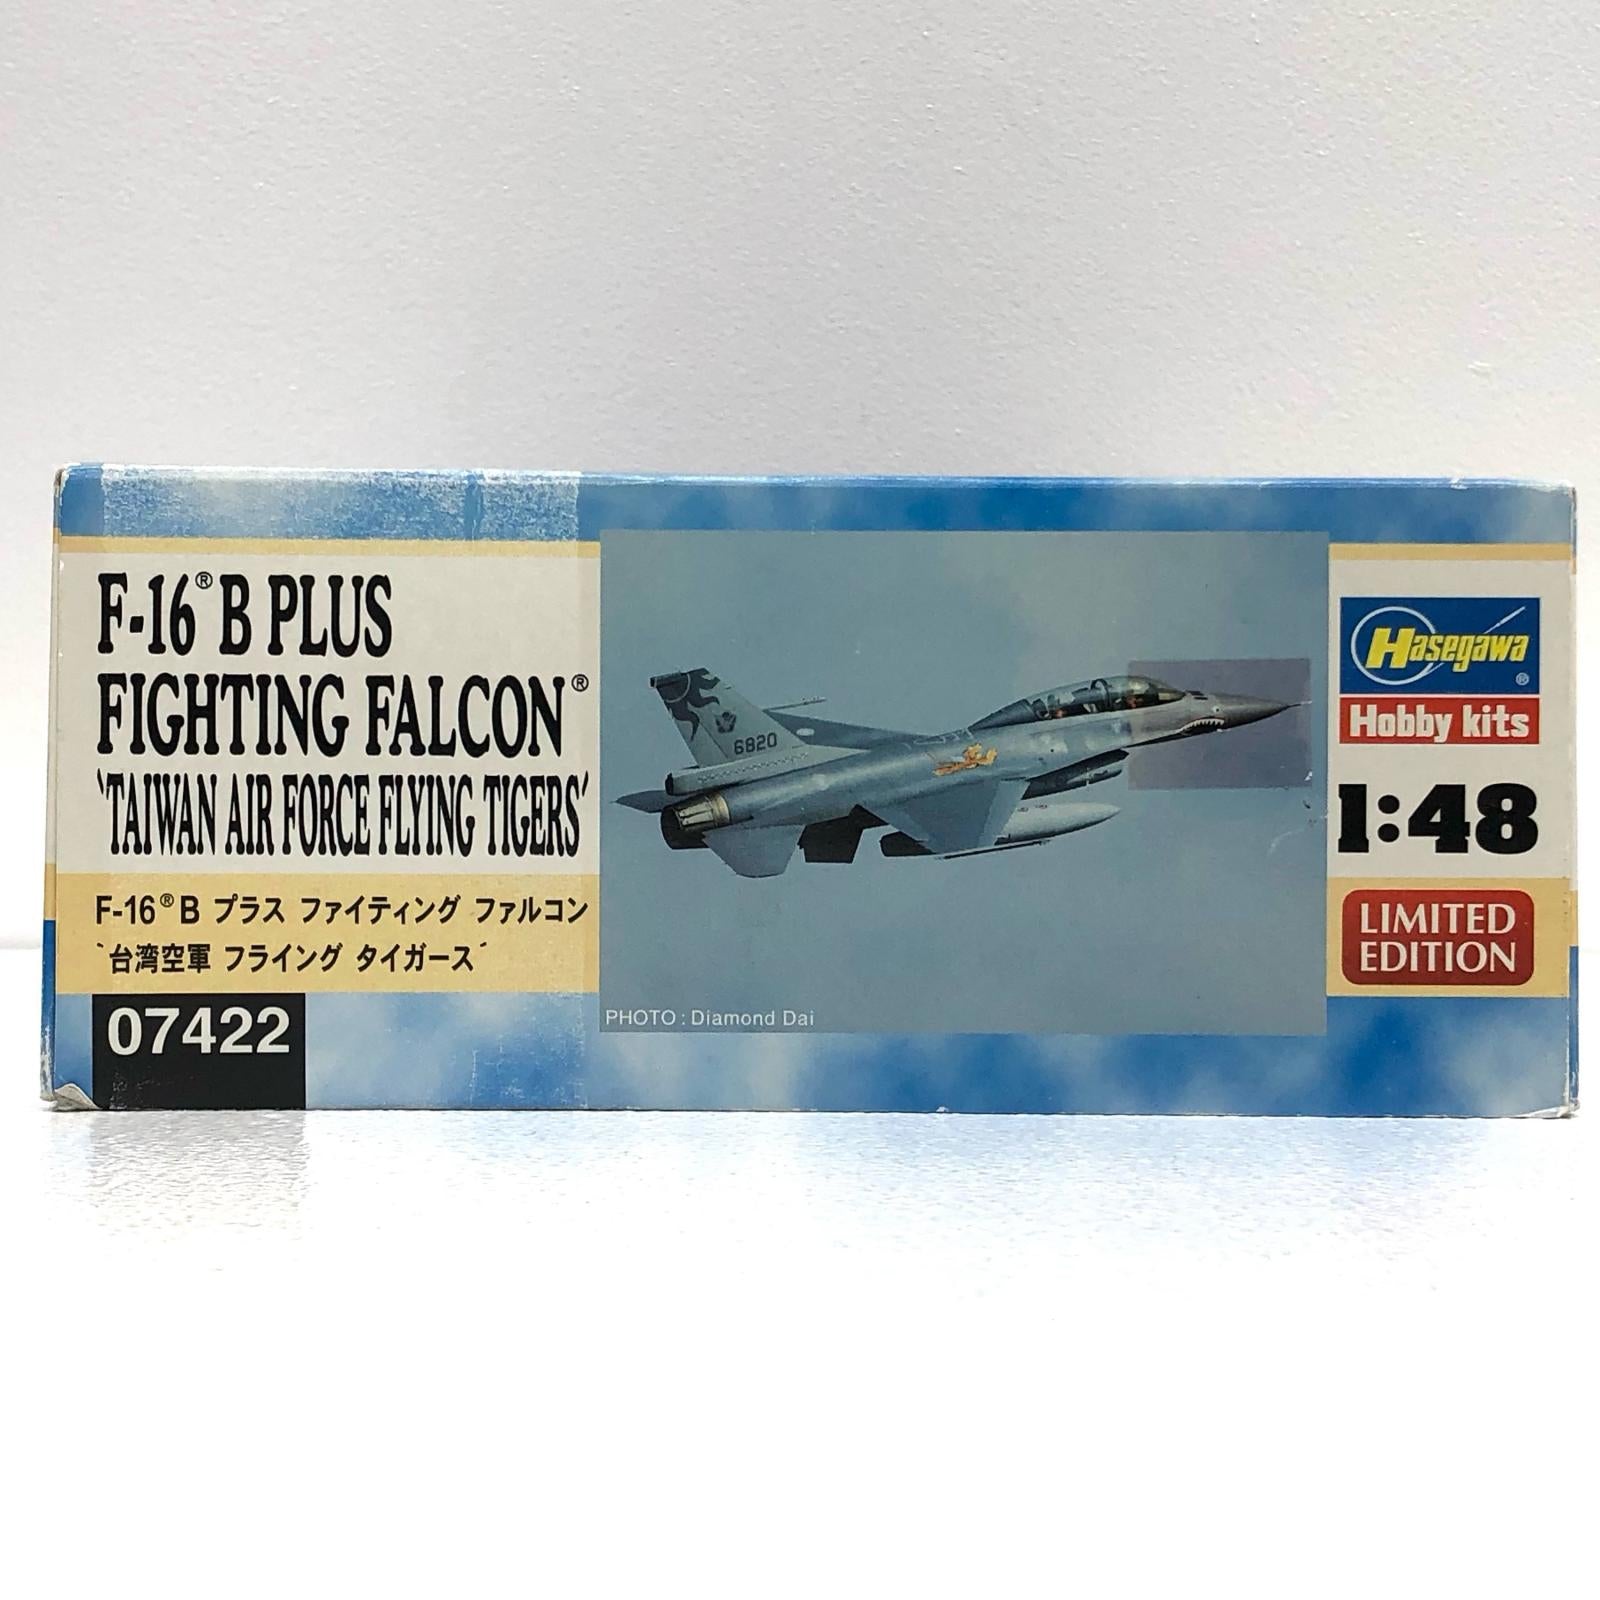 F-16® B PLUS
FIGHTING FALCON®
‵TAIWAN AIR FORCE FLYING TIGERS′
F-16® B プラス ファイティング ファルコン
‵台湾空軍 フライング タイガース′
07422
6820
PHOTO : Diamond Dai
Hasegawa®
Hobby kits
1:48
LIMITED
EDITION